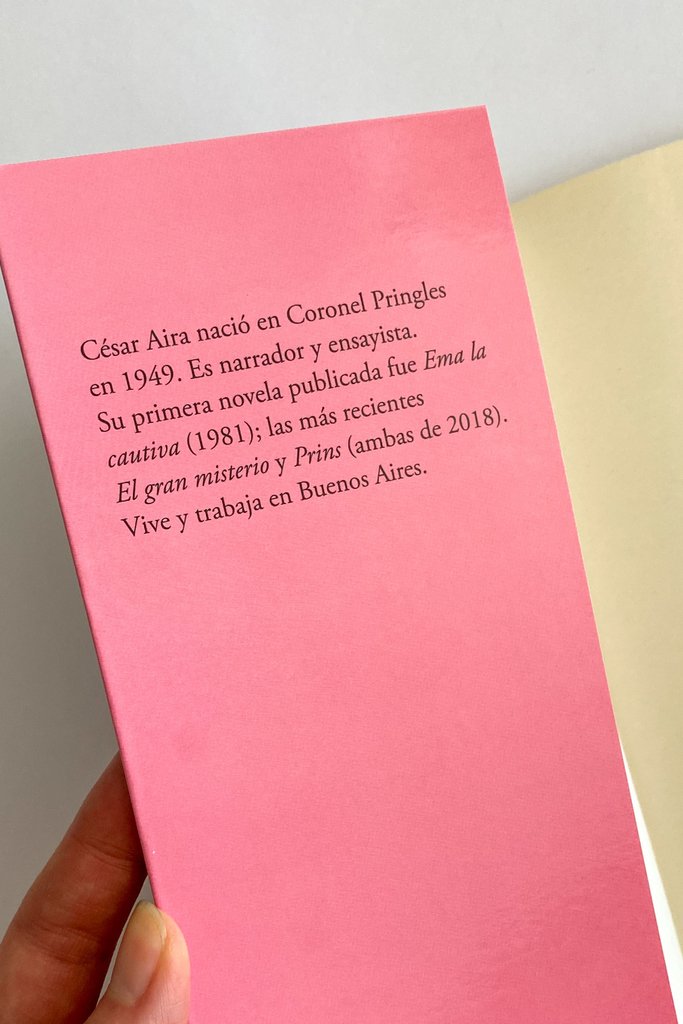 César Aira nació en Coronel Pringles
en 1949. Es narrador y ensayista.
Su primera novela publicada fue Ema la
cautiva (1981); las más recientes
El gran misterio y Prins (ambas de 2018).
Vive y trabaja en Buenos Aires.